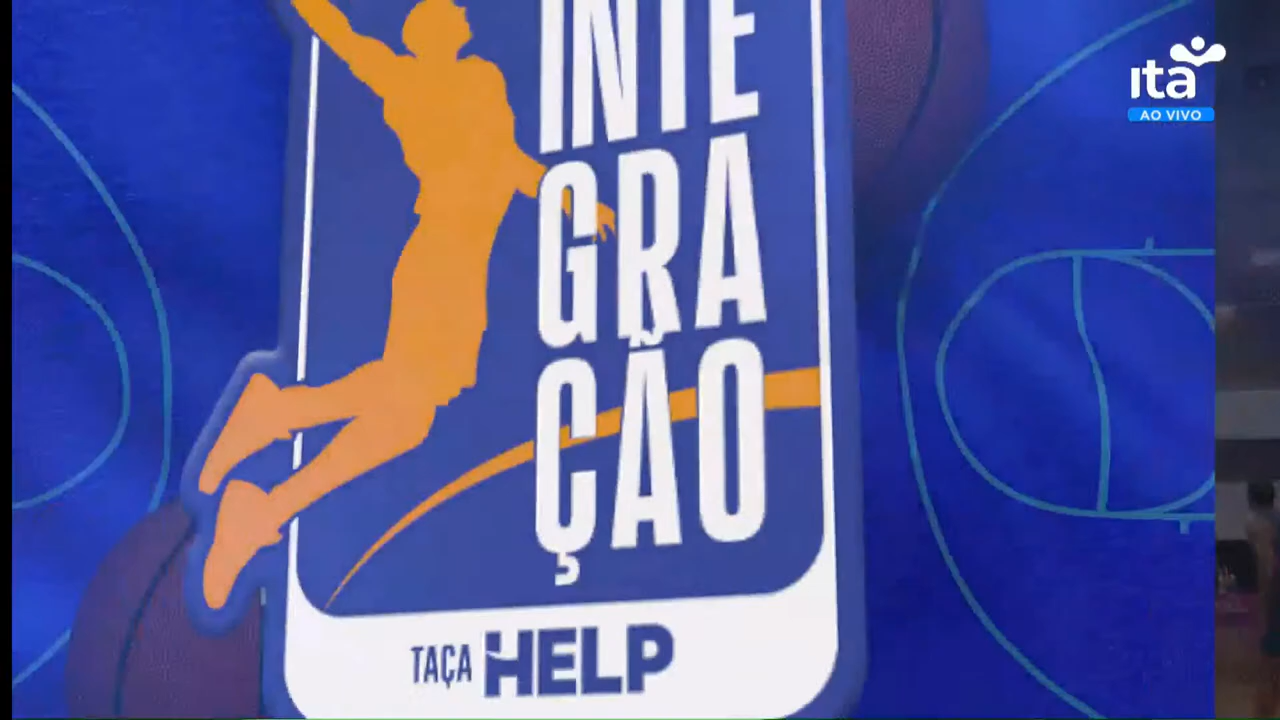 INTE
GRA
ÇÃO
TAÇA HELP
ita
AO VIVO